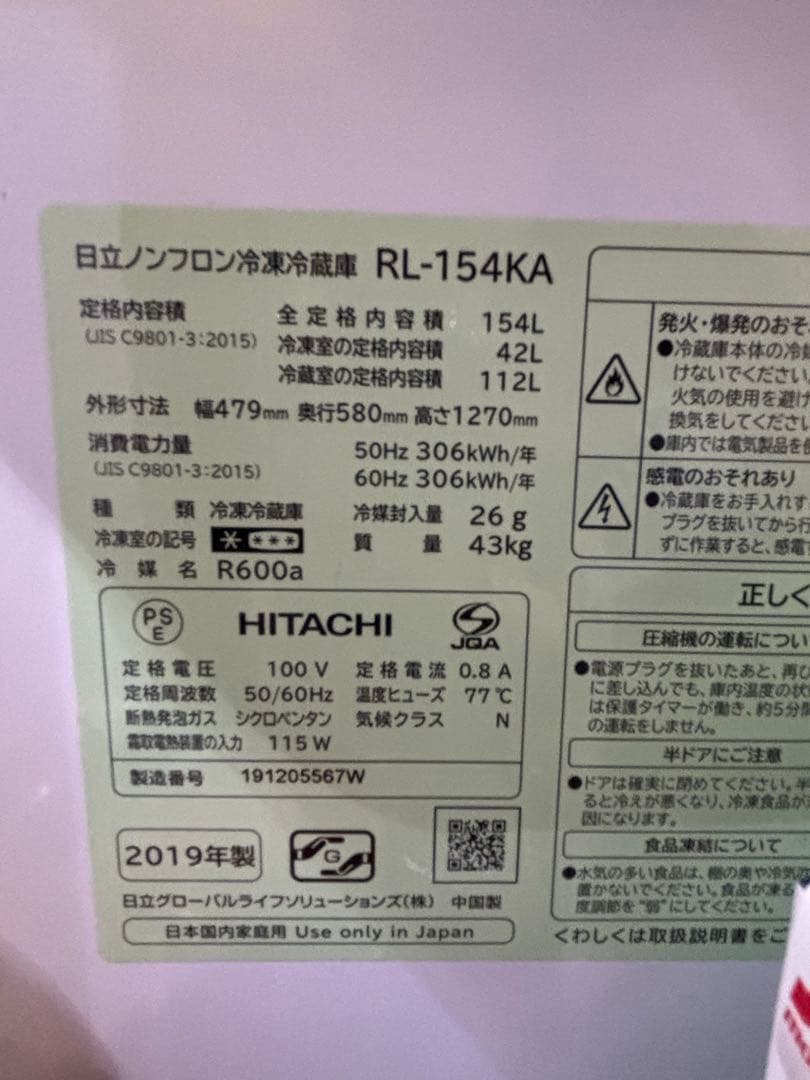 日立ノンフロン冷凍冷蔵庫 RL-154KA
定格内容積 全定格内容積 154L
(JIS C9801-3:2015) 冷凍室の定格内容積 42L
冷蔵室の定格内容積 112L
外形寸法 幅479mm 奥行580mm 高さ1270mm
消費電力量 50Hz 306kWh/年
(JIS C9801-3:2015) 60Hz 306kWh/年
種類 冷凍冷蔵庫 冷媒封入量 26g
冷凍室の記号 質量 43kg
冷媒名 R600a
PS
E
HITACHI
JQA
定格電圧 100V 定格電流 0.8A
定格周波数 50/60Hz 温度ヒューズ 77℃
断熱発泡ガス シクロペンタン 気候クラス N
霜取電熱装置の入力 115W
製造番号 191205567W
2019年製
G
日立グローバルライフソリューションズ(株) 中国製
日本国内家庭用 Use only in Japan
発火・爆発のおそ
●冷蔵庫本体の冷
けないでください
火気の使用を避け
換気をしてくださ
●庫内では電気製品を
感電のおそれあり
●冷蔵庫をお手入れす
プラグを抜いてから行
ずに作業すると、感電
正しく
圧縮機の運転につい
●電源プラグを抜いたあと、再び
に差し込んでも、庫内温度の状
は保護タイマーが働き、約5分間
の運転をしません。
半ドアにご注意
●ドアは確実に閉めてください。半
ると冷えが悪くなり、冷凍食品が
因になります。
食品凍結について
●水気の多い食品は、棚の奥や冷気
置かないでください。食品が凍る
度調節を“弱”にしてください。
くわしくは取扱説明書をご